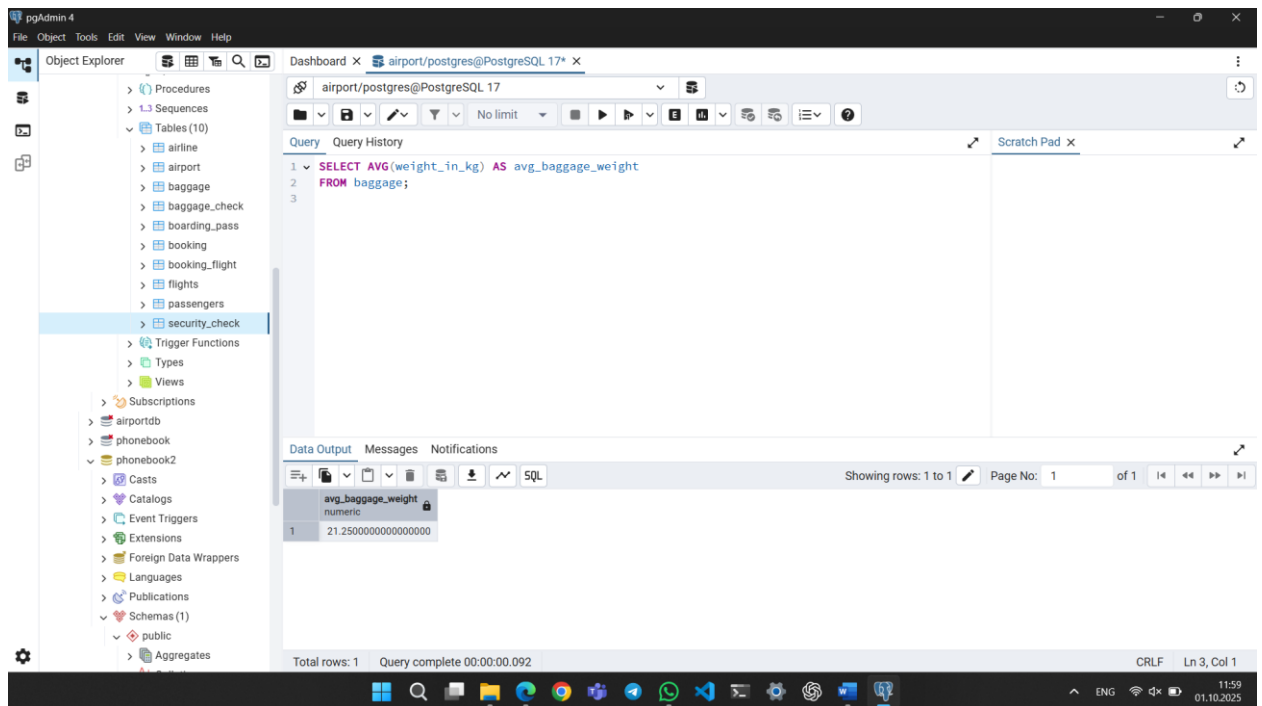 pgAdmin 4
File Object Tools Edit View Window Help
Object Explorer
Procedures
1..3 Sequences
Tables (10)
airline
airport
baggage
baggage_check
boarding_pass
booking
booking_flight
flights
passengers
security_check
Trigger Functions
Types
Views
Subscriptions
airportdb
phonebook
phonebook2
Casts
Catalogs
Event Triggers
Extensions
Foreign Data Wrappers
Languages
Publications
Schemas (1)
public
Aggregates
Dashboard airport/postgres@PostgreSQL 17*
airport/postgres@PostgreSQL 17
No limit
E
Query Query History
Scratch Pad
1 SELECT AVG(weight_in_kg) AS avg_baggage_weight
2 FROM baggage;
3
Data Output Messages Notifications
SQL
Showing rows: 1 to 1 Page No: 1 of 1
avg_baggage_weight
numeric
1 21.2500000000000000
Total rows: 1 Query complete 00:00:00.092 CRLF Ln 3, Col 1
ENG
11:59
01.10.2025